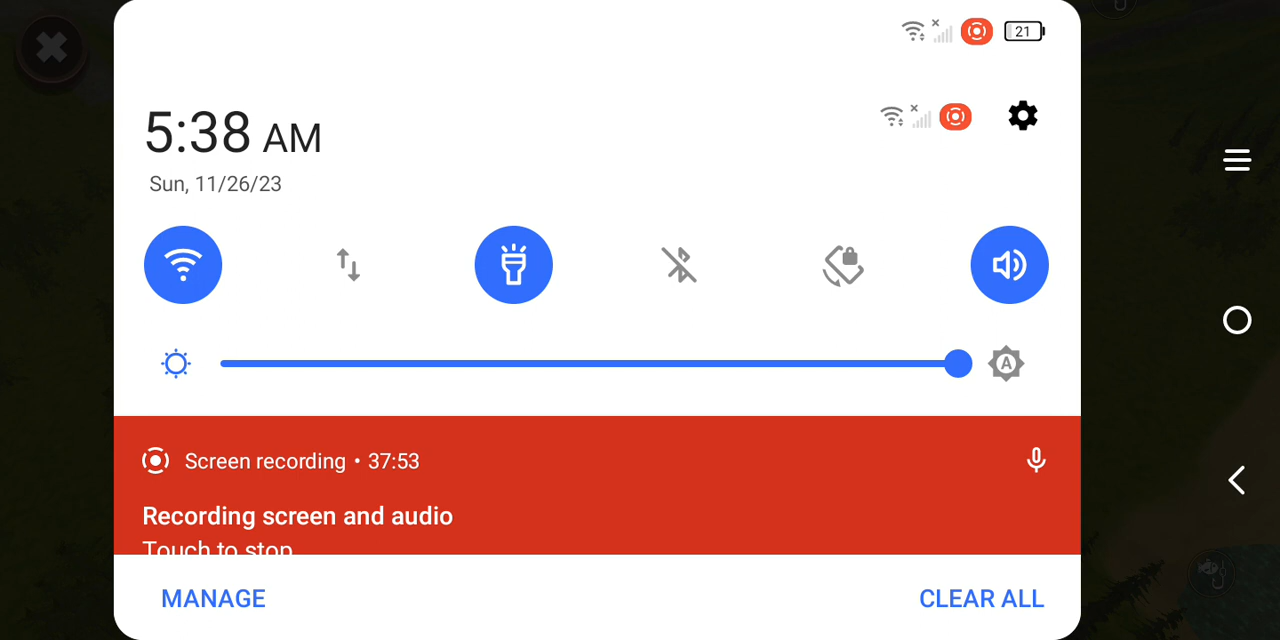 21
5:38 AM
Sun, 11/26/23
A
Screen recording • 37:53
Recording screen and audio
Touch to stop
MANAGE
CLEAR ALL